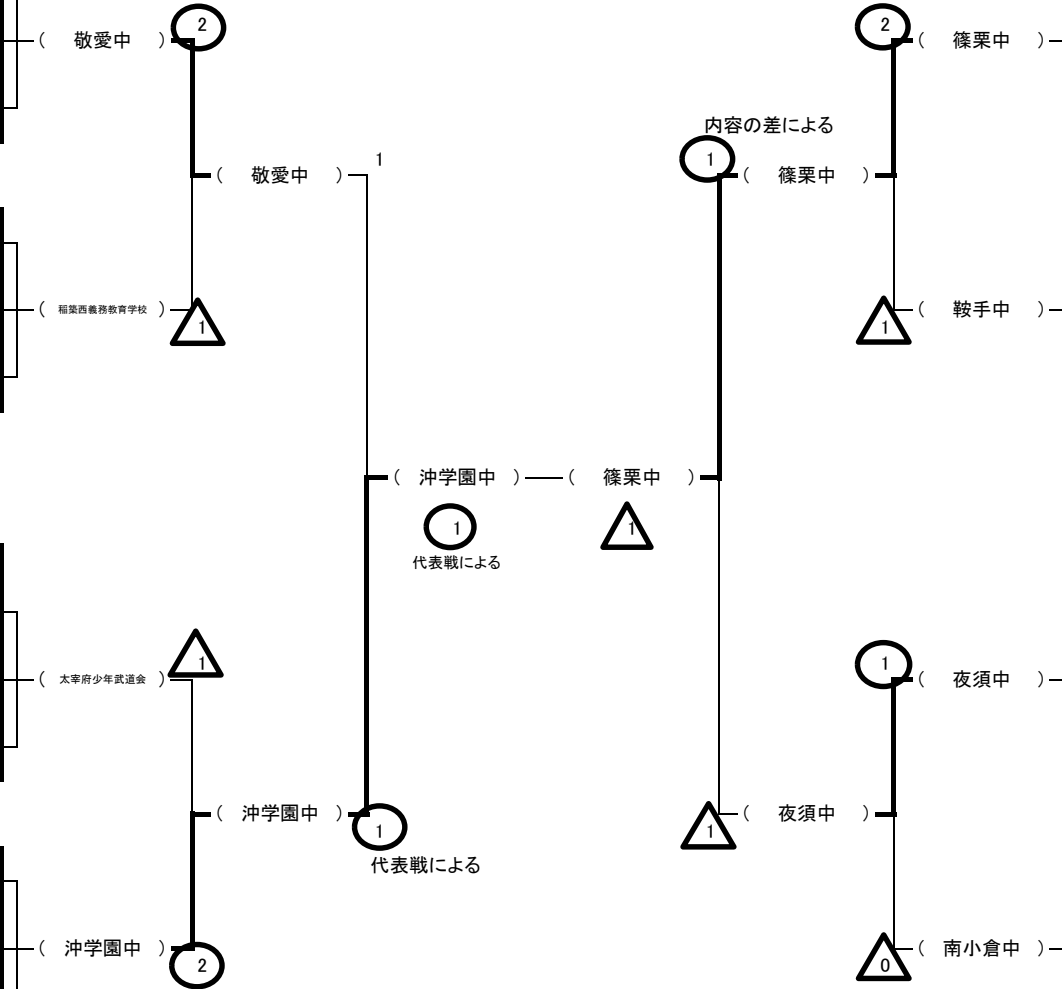 2
( 敬愛中 )
2
( 篠栗中 )
内容の差による
1
( 敬愛中 )
1
( 篠栗中 )
( 稲築西義務教育学校 )
1
( 鞍手中 )
1
( 沖学園中 )
( 篠栗中 )
1
1
代表戦による
( 太宰府少年武道会 )
1
1
( 夜須中 )
( 沖学園中 )
1
代表戦による
( 夜須中 )
1
( 沖学園中 )
2
( 南小倉中 )
0